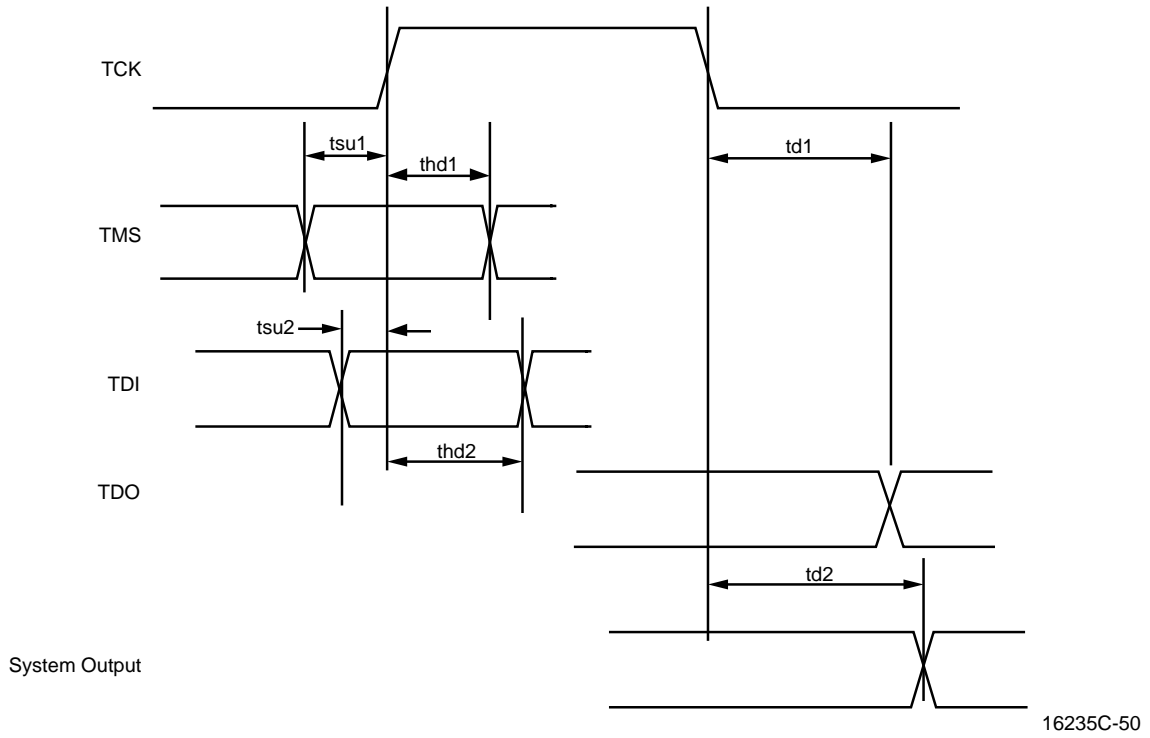 TCK
tsu1
thd1
td1
TMS
tsu2
TDI
thd2
TDO
td2
System Output
16235C-50